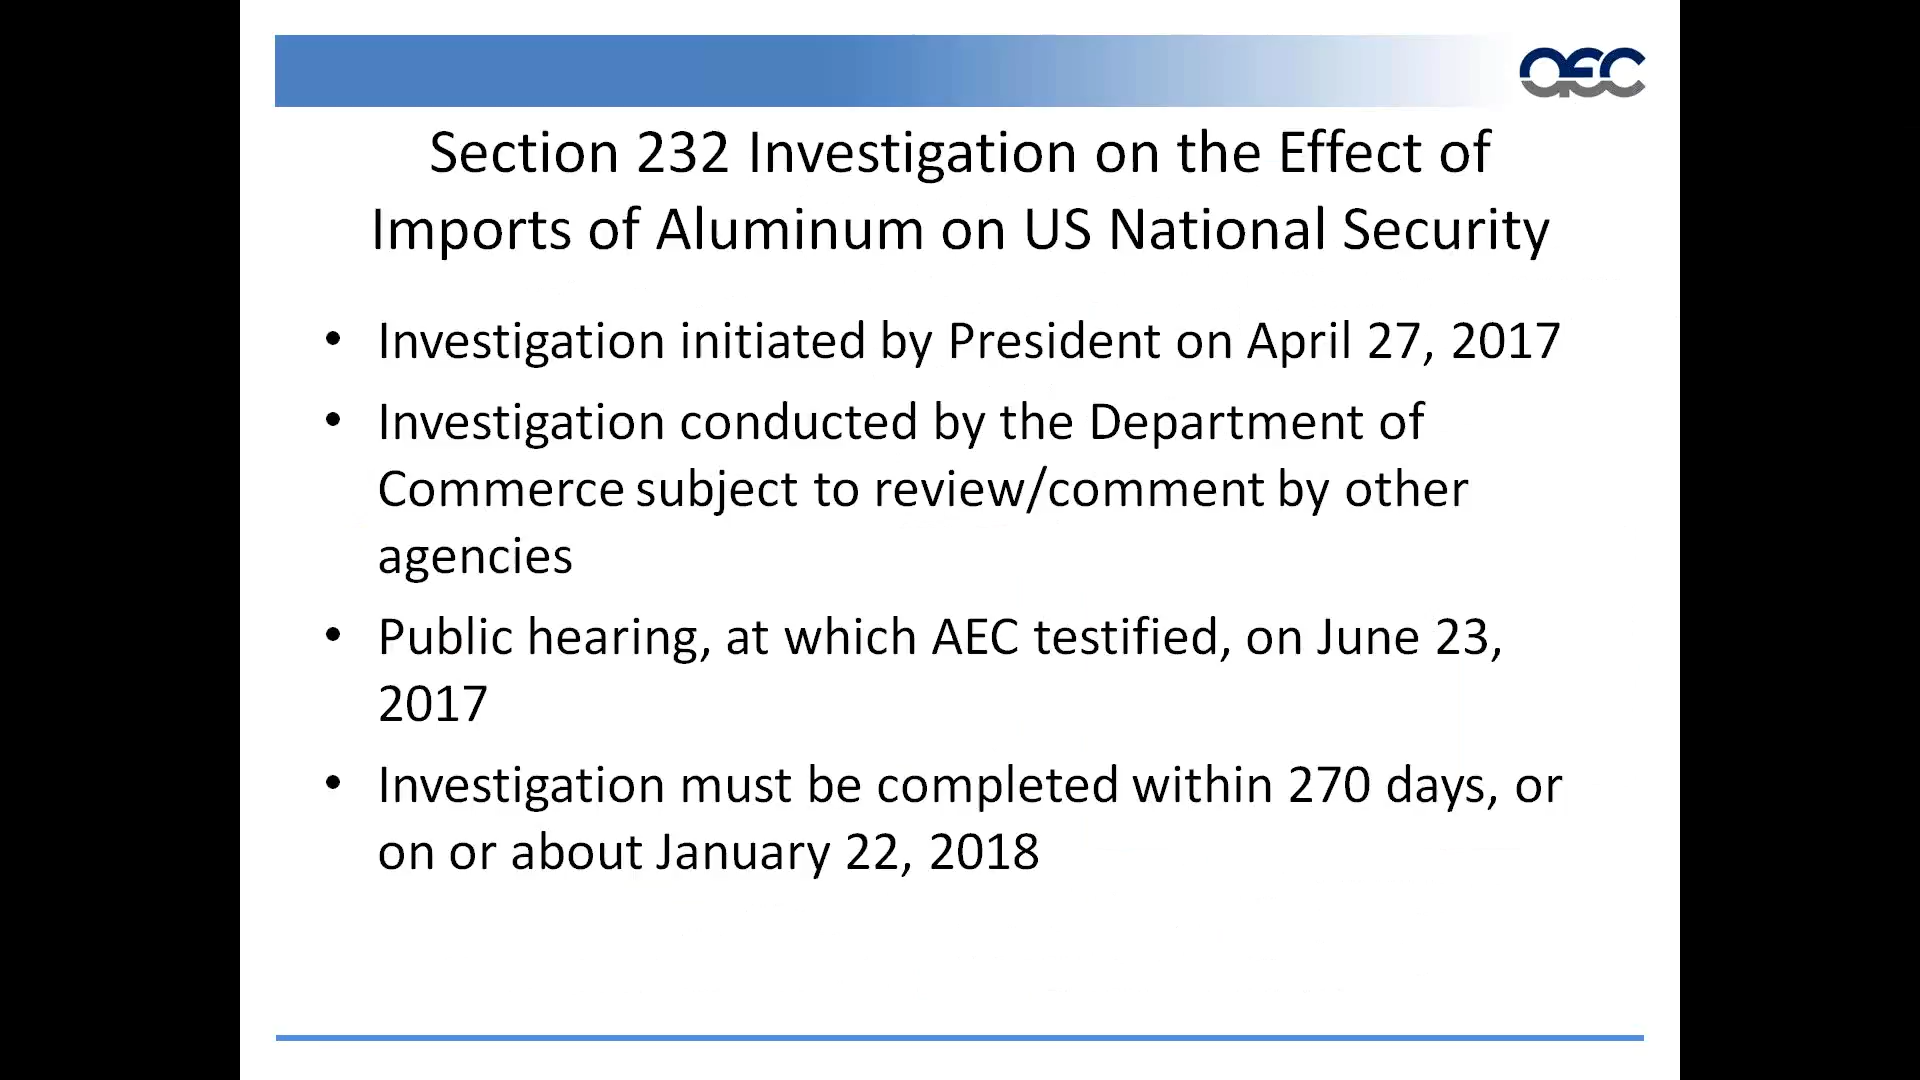 aec
Section 232 Investigation on the Effect of
Imports of Aluminum on US National Security
• Investigation initiated by President on April 27, 2017
• Investigation conducted by the Department of
Commerce subject to review/comment by other
agencies
• Public hearing, at which AEC testified, on June 23,
2017
• Investigation must be completed within 270 days, or
on or about January 22, 2018